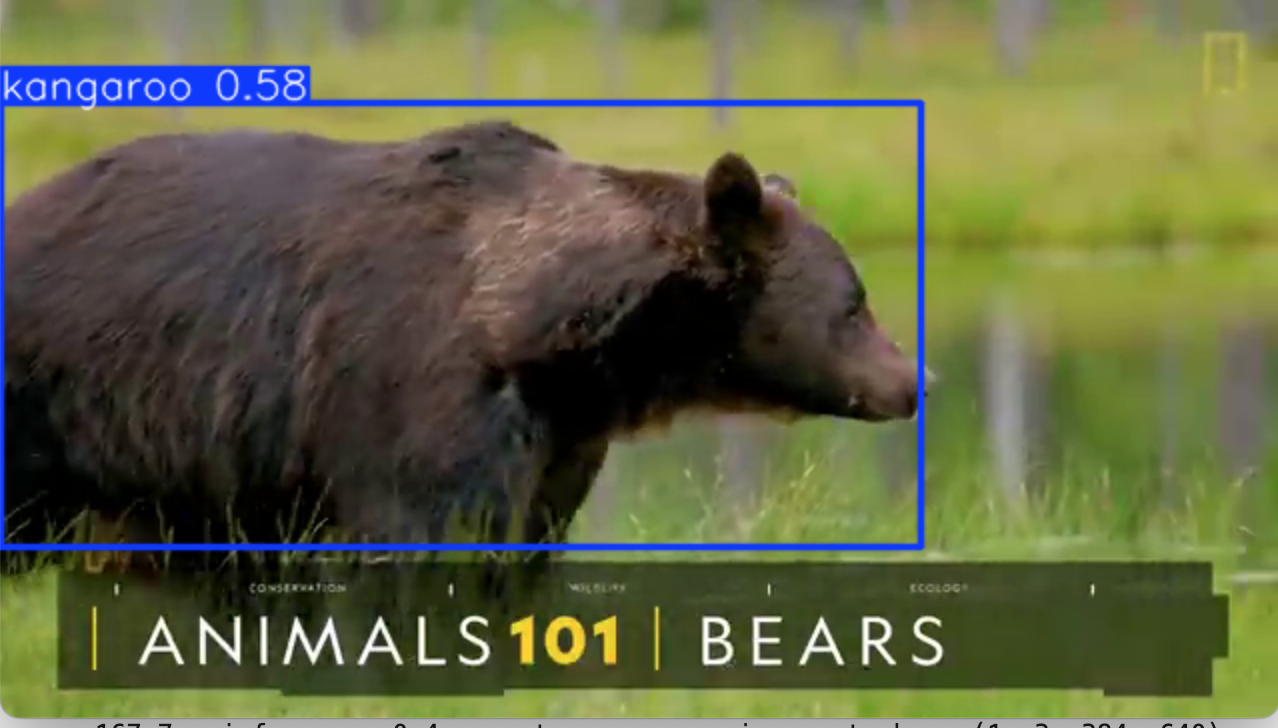 kangaroo 0.58
CONSERVATION WILDLIFE ECOLOGY
ANIMALS 101 BEARS